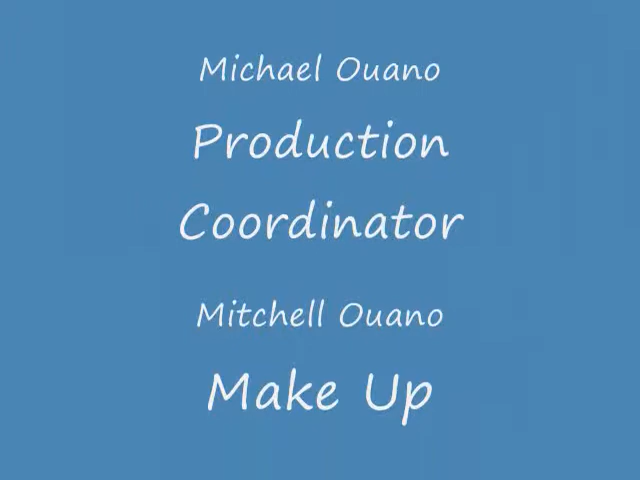 Michael Ouano
Production
Coordinator
Mitchell Ouano
Make Up